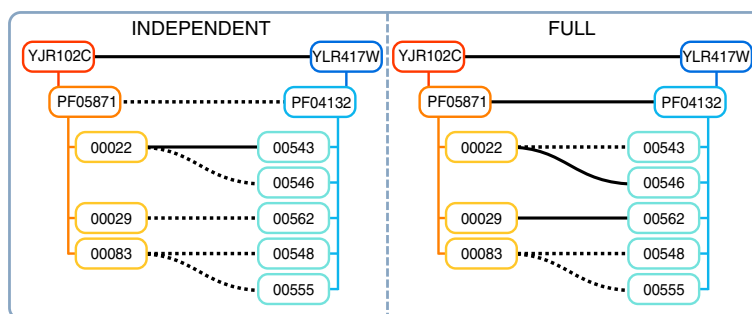 INDEPENDENT
YJR102C
YLR417W
PF05871
PF04132
00022
00543
00546
00029
00562
00083
00548
00555
FULL
YJR102C
YLR417W
PF05871
PF04132
00022
00543
00546
00029
00562
00083
00548
00555